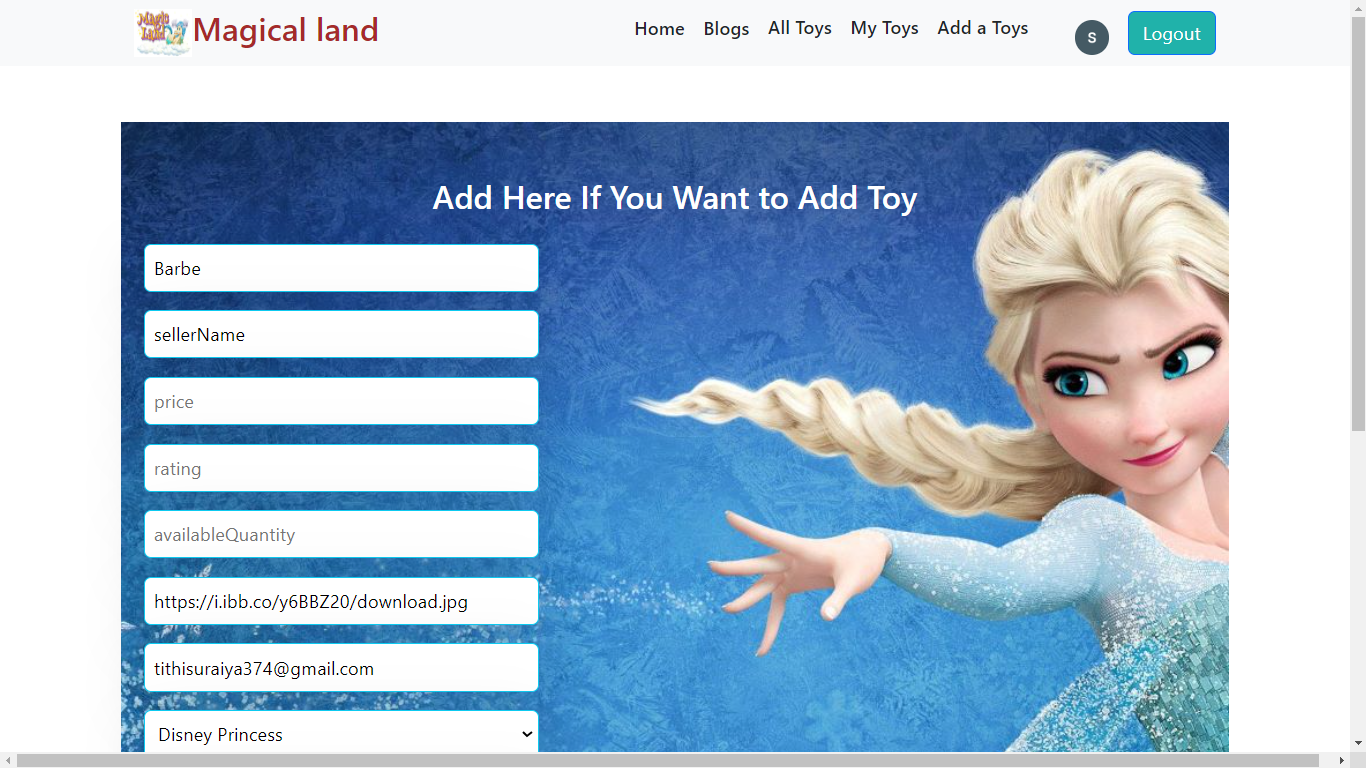 Magic Land
Magical land
Home Blogs All Toys My Toys Add a Toys S Logout
Add Here If You Want to Add Toy
Barbe
sellerName
price
rating
availableQuantity
https://i.ibb.co/y6BBZ20/download.jpg
tithisuraiya374@gmail.com
Disney Princess